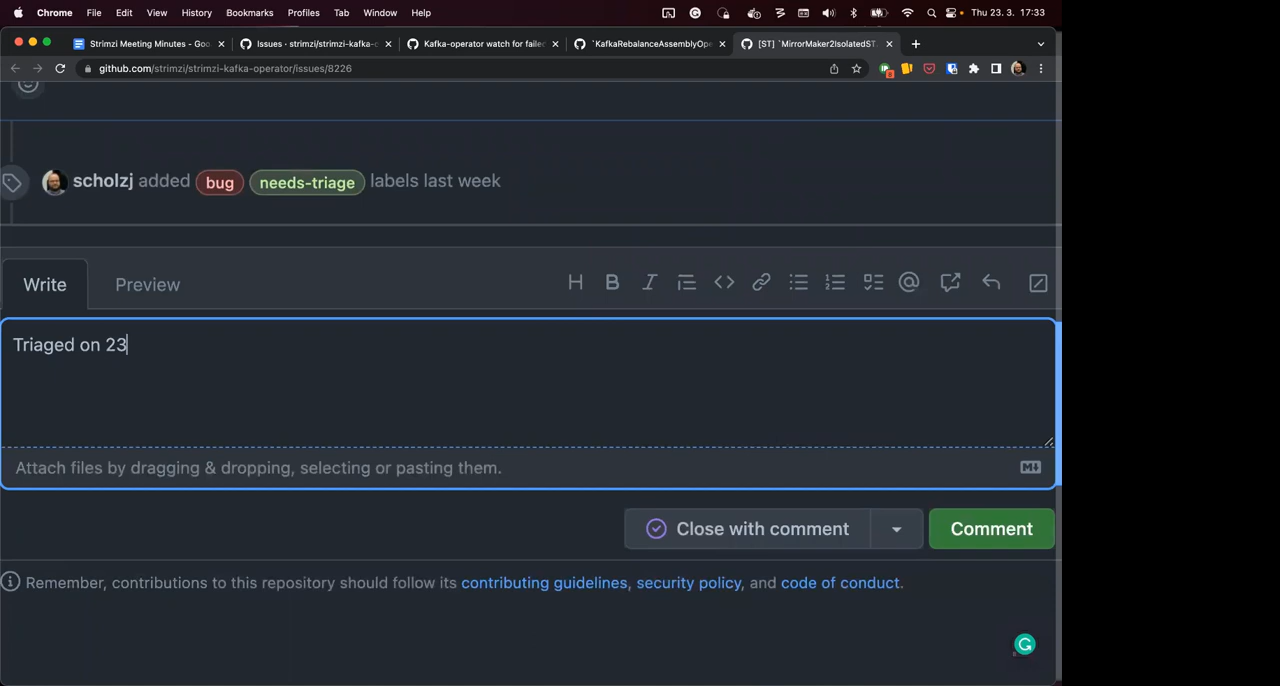 Chrome File Edit View History Bookmarks Profiles Tab Window Help Thu 23. 3. 17:33
Strimzi Meeting Minutes - Goo Issues · strimzi/strimzi-kafka-c Kafka-operator watch for failed `KafkaRebalanceAssemblyOpe [ST] `MirrorMaker2IsolatedST.
github.com/strimzi/strimzi-kafka-operator/issues/8226
8
scholzj added bug needs-triage labels last week
Write Preview
H B I @
Triaged on 23
Attach files by dragging & dropping, selecting or pasting them.
Close with comment Comment
Remember, contributions to this repository should follow its contributing guidelines, security policy, and code of conduct.
G